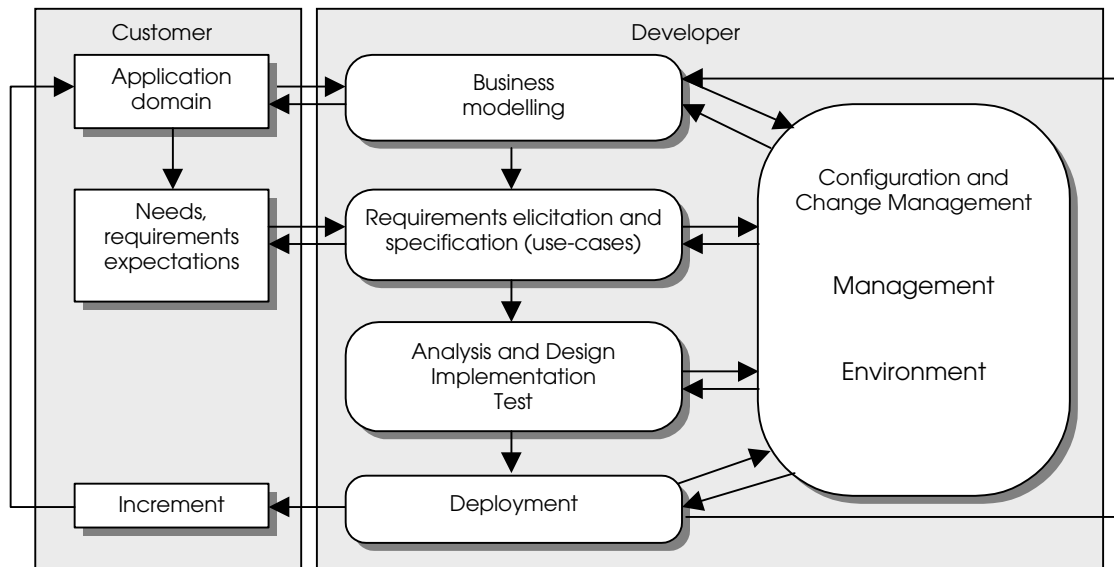 Customer
Application
domain
Needs,
requirements
expectations
Increment
Developer
Business
modelling
Requirements elicitation and
specification (use-cases)
Analysis and Design
Implementation
Test
Deployment
Configuration and
Change Management
Management
Environment